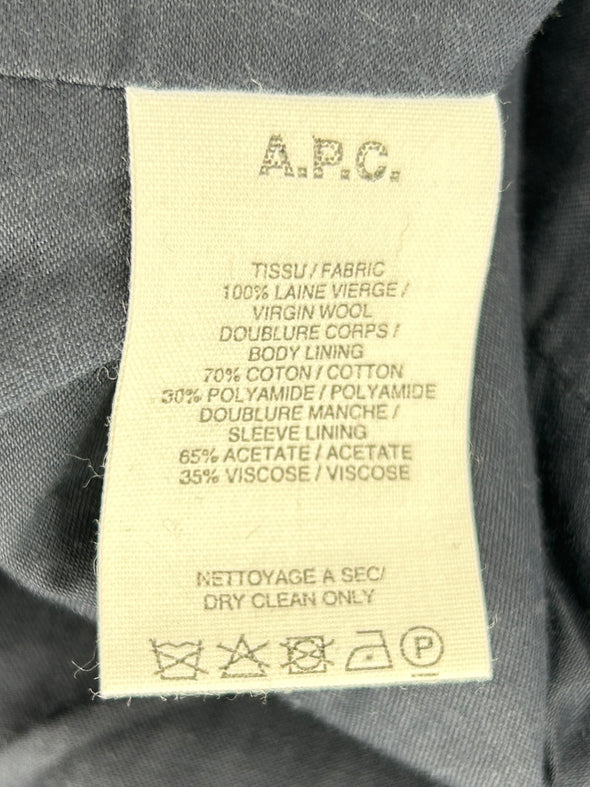 A.P.C.
TISSU / FABRIC
100% LAINE VIERGE /
VIRGIN WOOL
DOUBLURE CORPS /
BODY LINING
70% COTON / COTTON
30% POLYAMIDE / POLYAMIDE
DOUBLURE MANCHE /
SLEEVE LINING
65% ACETATE / ACETATE
35% VISCOSE / VISCOSE
NETTOYAGE A SEC/
DRY CLEAN ONLY
P